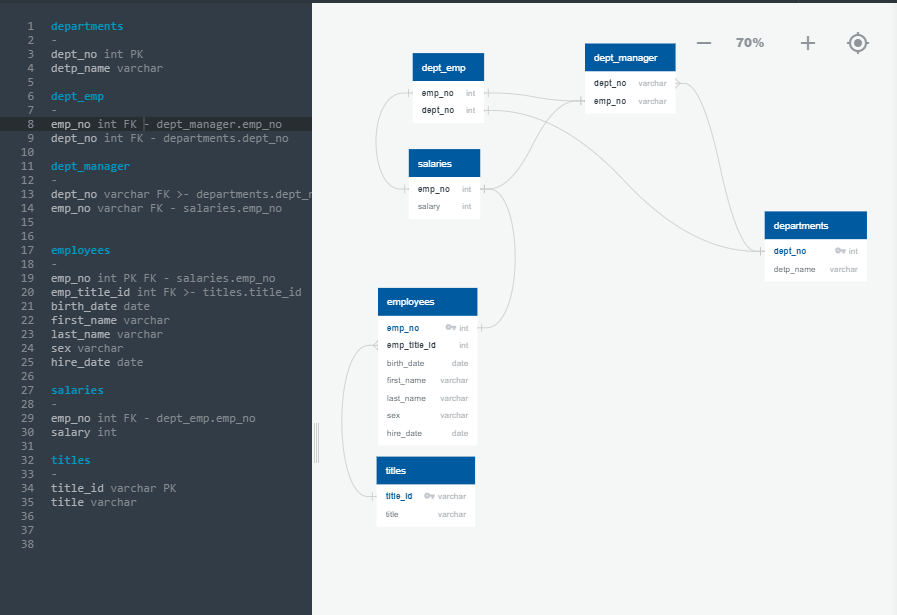 1 departments
2 -
3 dept_no int PK
4 detp_name varchar
5
6 dept_emp
7 -
8 emp_no int FK - dept_manager.emp_no
9 dept_no int FK - departments.dept_no
10
11 dept_manager
12 -
13 dept_no varchar FK >- departments.dept_n
14 emp_no varchar FK - salaries.emp_no
15
16
17 employees
18 -
19 emp_no int PK FK - salaries.emp_no
20 emp_title_id int FK >- titles.title_id
21 birth_date date
22 first_name varchar
23 last_name varchar
24 sex varchar
25 hire_date date
26
27 salaries
28 -
29 emp_no int FK - dept_emp.emp_no
30 salary int
31
32 titles
33 -
34 title_id varchar PK
35 title varchar
36
37
38
70%
dept_emp
emp_no int
dept_no int
dept_manager
dept_no varchar
emp_no varchar
salaries
emp_no int
salary int
departments
dept_no int
detp_name varchar
employees
emp_no int
emp_title_id int
birth_date date
first_name varchar
last_name varchar
sex varchar
hire_date date
titles
title_id varchar
title varchar